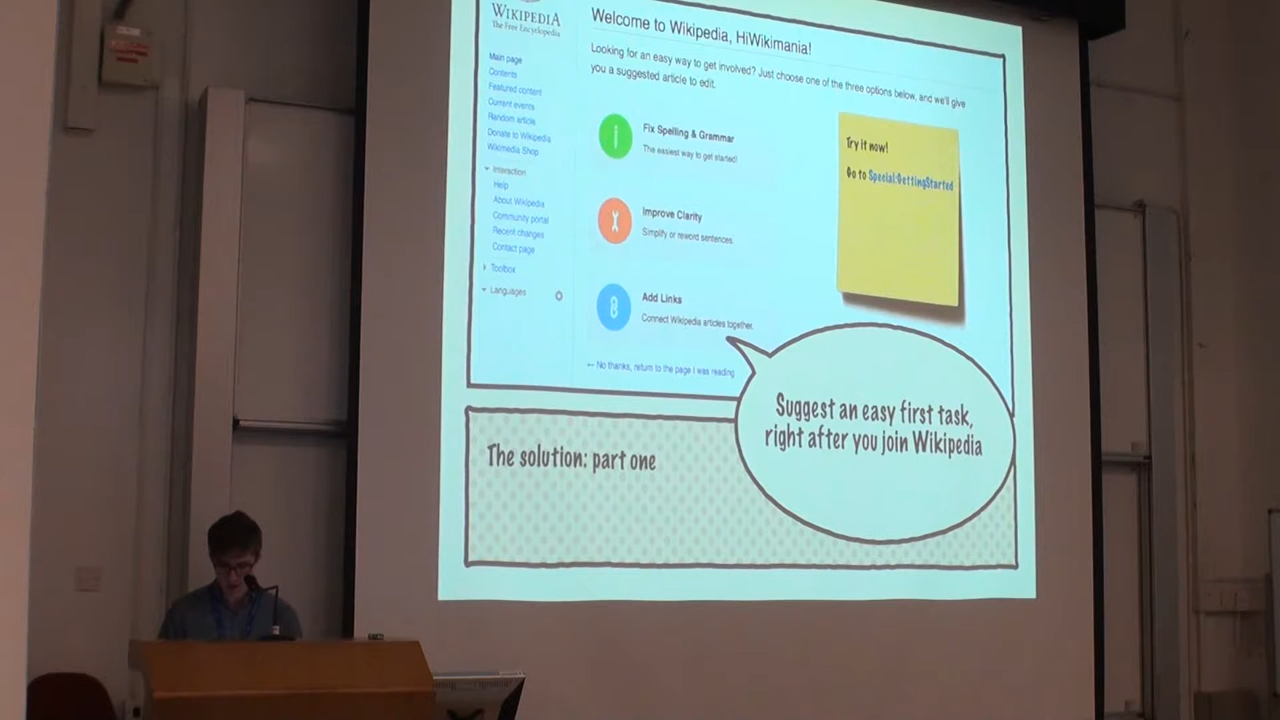 WIKIPEDIA
The Free Encyclopedia
Main page
Contents
Featured content
Current events
Random article
Donate to Wikipedia
Wikimedia Shop
Interaction
Help
About Wikipedia
Community portal
Recent changes
Contact page
Toolbox
Languages
Welcome to Wikipedia, HiWikimania!
Looking for an easy way to get involved? Just choose one of the three options below, and we'll give
you a suggested article to edit.
Fix Spelling & Grammar
The easiest way to get started!
Improve Clarity
Simplify or reword sentences.
Add Links
Connect Wikipedia articles together.
← No thanks, return to the page I was reading
Try it now!
Go to Special:GettingStarted
Suggest an easy first task,
right after you join Wikipedia
The solution: part one